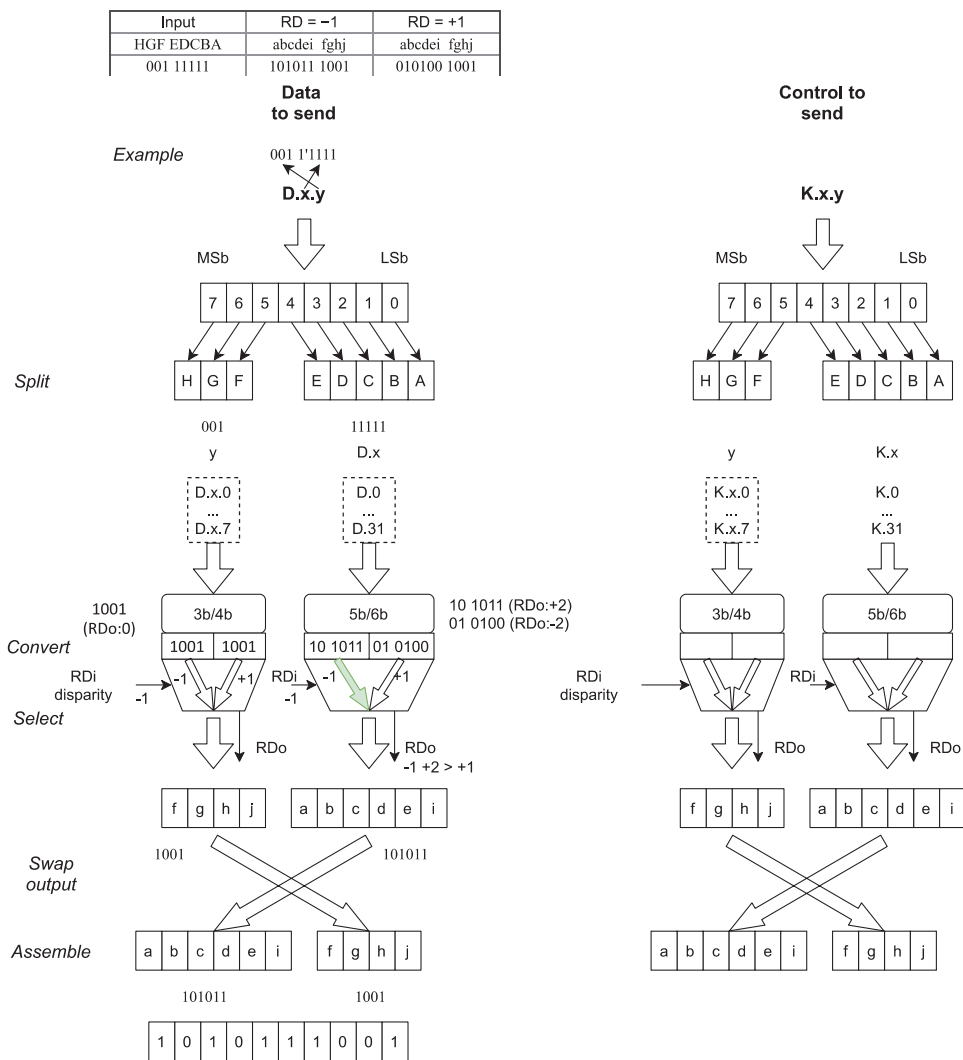 Input RD = −1 RD = +1
HGF EDCBA abcdei fghj abcdei fghj
001 11111 101011 1001 010100 1001
Data to send
Control to send
Example 001 1'1111
D.x.y K.x.y
MSb LSb MSb LSb
7 6 5 4 3 2 1 0 7 6 5 4 3 2 1 0
Split H G F E D C B A H G F E D C B A
001 11111
y D.x y K.x
D.x.0 D.0 K.x.0 K.0
... ... ... ...
D.x.7 D.31 K.x.7 K.31
1001 3b/4b 5b/6b 10 1011 (RDo:+2) 3b/4b 5b/6b
(RDo:0) 01 0100 (RDo:-2)
Convert 1001 1001 10 1011 01 0100
RDi disparity -1 -1 +1 RDi -1 -1 +1 RDi disparity RDi
Select
RDo RDo RDo RDo
-1 +2 > +1
f g h j a b c d e i f g h j a b c d e i
1001 101011
Swap output
Assemble a b c d e i f g h j a b c d e i f g h j
101011 1001
1 0 1 0 1 1 1 0 0 1